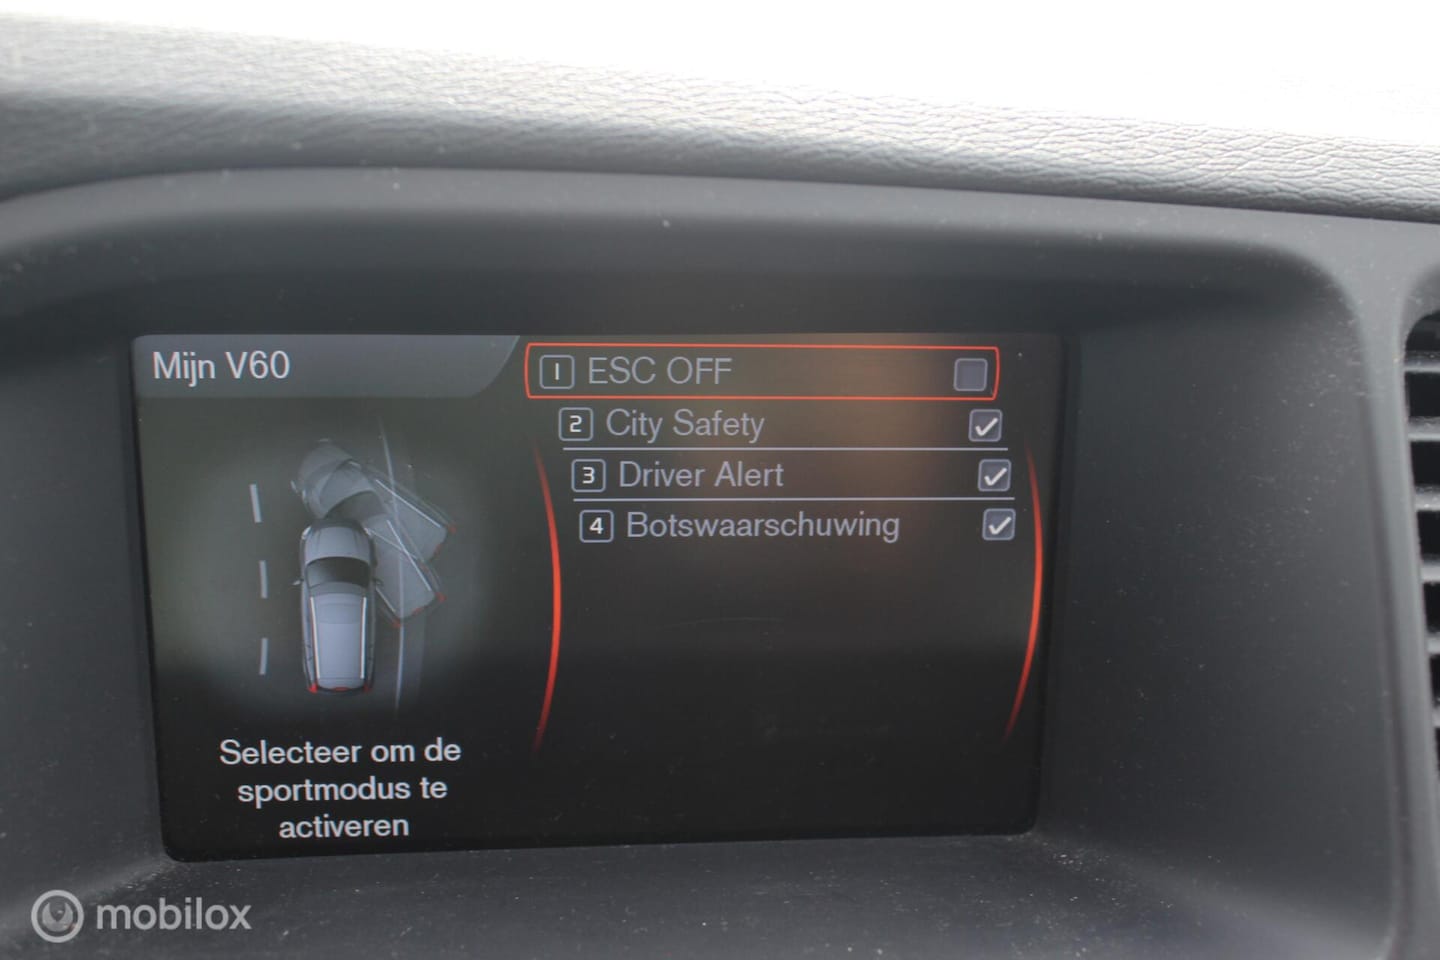 Mijn V60
1 ESC OFF
2 City Safety
3 Driver Alert
4 Botswaarschuwing
Selecteer om de
sportmodus te
activeren
mobilox